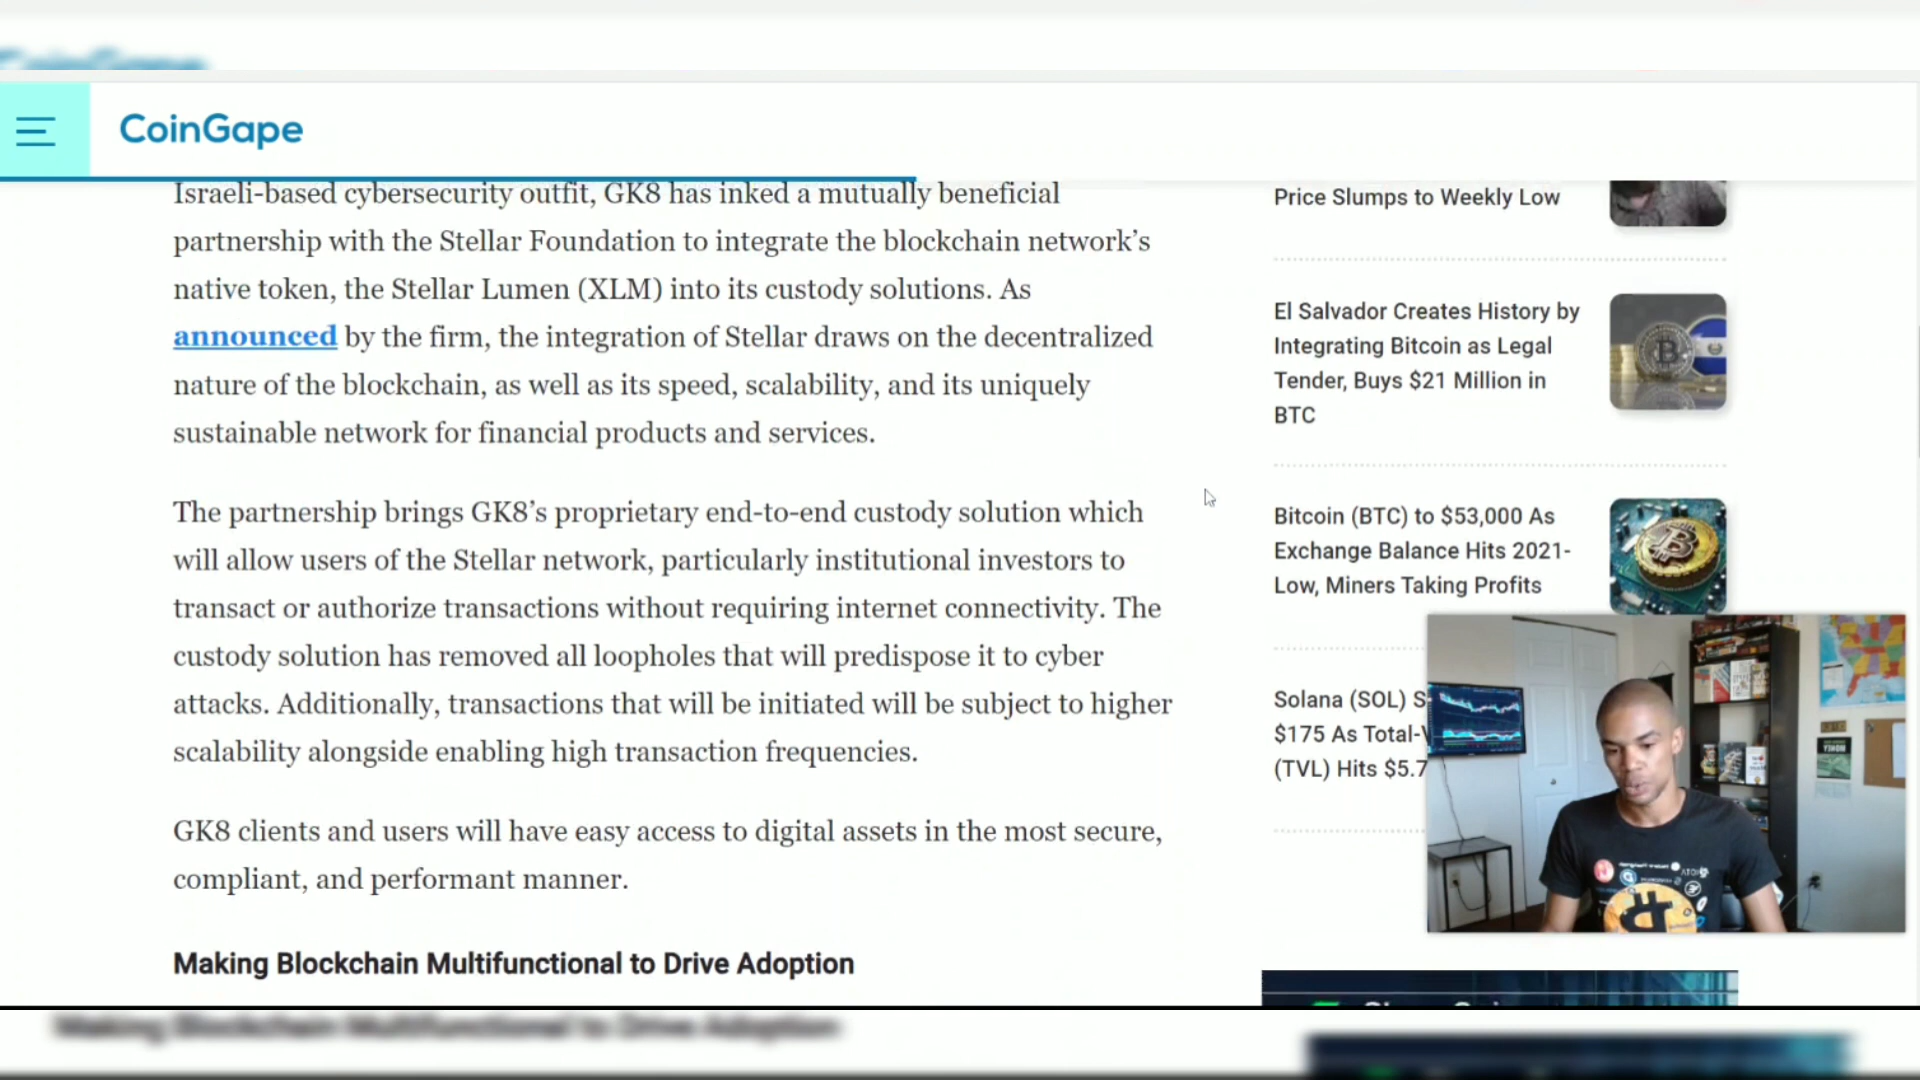 CoinGape
Israeli-based cybersecurity outfit, GK8 has inked a mutually beneficial
partnership with the Stellar Foundation to integrate the blockchain network’s
native token, the Stellar Lumen (XLM) into its custody solutions. As
announced by the firm, the integration of Stellar draws on the decentralized
nature of the blockchain, as well as its speed, scalability, and its uniquely
sustainable network for financial products and services.
The partnership brings GK8’s proprietary end-to-end custody solution which
will allow users of the Stellar network, particularly institutional investors to
transact or authorize transactions without requiring internet connectivity. The
custody solution has removed all loopholes that will predispose it to cyber
attacks. Additionally, transactions that will be initiated will be subject to higher
scalability alongside enabling high transaction frequencies.
GK8 clients and users will have easy access to digital assets in the most secure,
compliant, and performant manner.
Making Blockchain Multifunctional to Drive Adoption
Price Slumps to Weekly Low
El Salvador Creates History by
Integrating Bitcoin as Legal
Tender, Buys $21 Million in
BTC
Bitcoin (BTC) to $53,000 As
Exchange Balance Hits 2021-
Low, Miners Taking Profits
Solana (SOL) S
$175 As Total-
(TVL) Hits $5.7
Making Blockchain Multifunctional to Drive Adoption